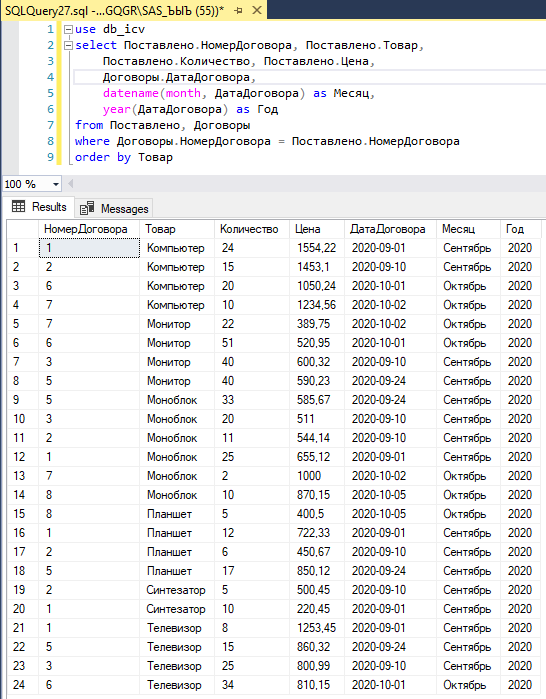 SQLQuery27.sql -...GQGR\SAS_ЪЫЬ (55))*
1 use db_icv
2 select Поставлено.НомерДоговора, Поставлено.Товар,
3 Поставлено.Количество, Поставлено.Цена,
4 Договоры.ДатаДоговора,
5 datename(month, ДатаДоговора) as Месяц,
6 year(ДатаДоговора) as Год
7 from Поставлено, Договоры
8 where Договоры.НомерДоговора = Поставлено.НомерДоговора
9 order by Товар
100 %
Results Messages
НомерДоговора Товар Количество Цена ДатаДоговора Месяц Год
1 1 Компьютер 24 1554,22 2020-09-01 Сентябрь 2020
2 2 Компьютер 15 1453,1 2020-09-10 Сентябрь 2020
3 6 Компьютер 20 1050,24 2020-10-01 Октябрь 2020
4 7 Компьютер 10 1234,56 2020-10-02 Октябрь 2020
5 7 Монитор 22 389,75 2020-10-02 Октябрь 2020
6 6 Монитор 51 520,95 2020-10-01 Октябрь 2020
7 3 Монитор 40 600,32 2020-09-10 Сентябрь 2020
8 5 Монитор 40 590,23 2020-09-24 Сентябрь 2020
9 5 Моноблок 33 585,67 2020-09-24 Сентябрь 2020
10 3 Моноблок 20 511 2020-09-10 Сентябрь 2020
11 2 Моноблок 11 544,14 2020-09-10 Сентябрь 2020
12 1 Моноблок 25 655,12 2020-09-01 Сентябрь 2020
13 7 Моноблок 2 1000 2020-10-02 Октябрь 2020
14 8 Моноблок 10 870,15 2020-10-05 Октябрь 2020
15 8 Планшет 5 400,5 2020-10-05 Октябрь 2020
16 1 Планшет 12 722,33 2020-09-01 Сентябрь 2020
17 2 Планшет 6 450,67 2020-09-10 Сентябрь 2020
18 5 Планшет 17 850,12 2020-09-24 Сентябрь 2020
19 2 Синтезатор 5 500,45 2020-09-10 Сентябрь 2020
20 1 Синтезатор 10 220,45 2020-09-01 Сентябрь 2020
21 1 Телевизор 8 1253,45 2020-09-01 Сентябрь 2020
22 5 Телевизор 15 860,32 2020-09-24 Сентябрь 2020
23 3 Телевизор 25 800,99 2020-09-10 Сентябрь 2020
24 6 Телевизор 34 810,15 2020-10-01 Октябрь 2020